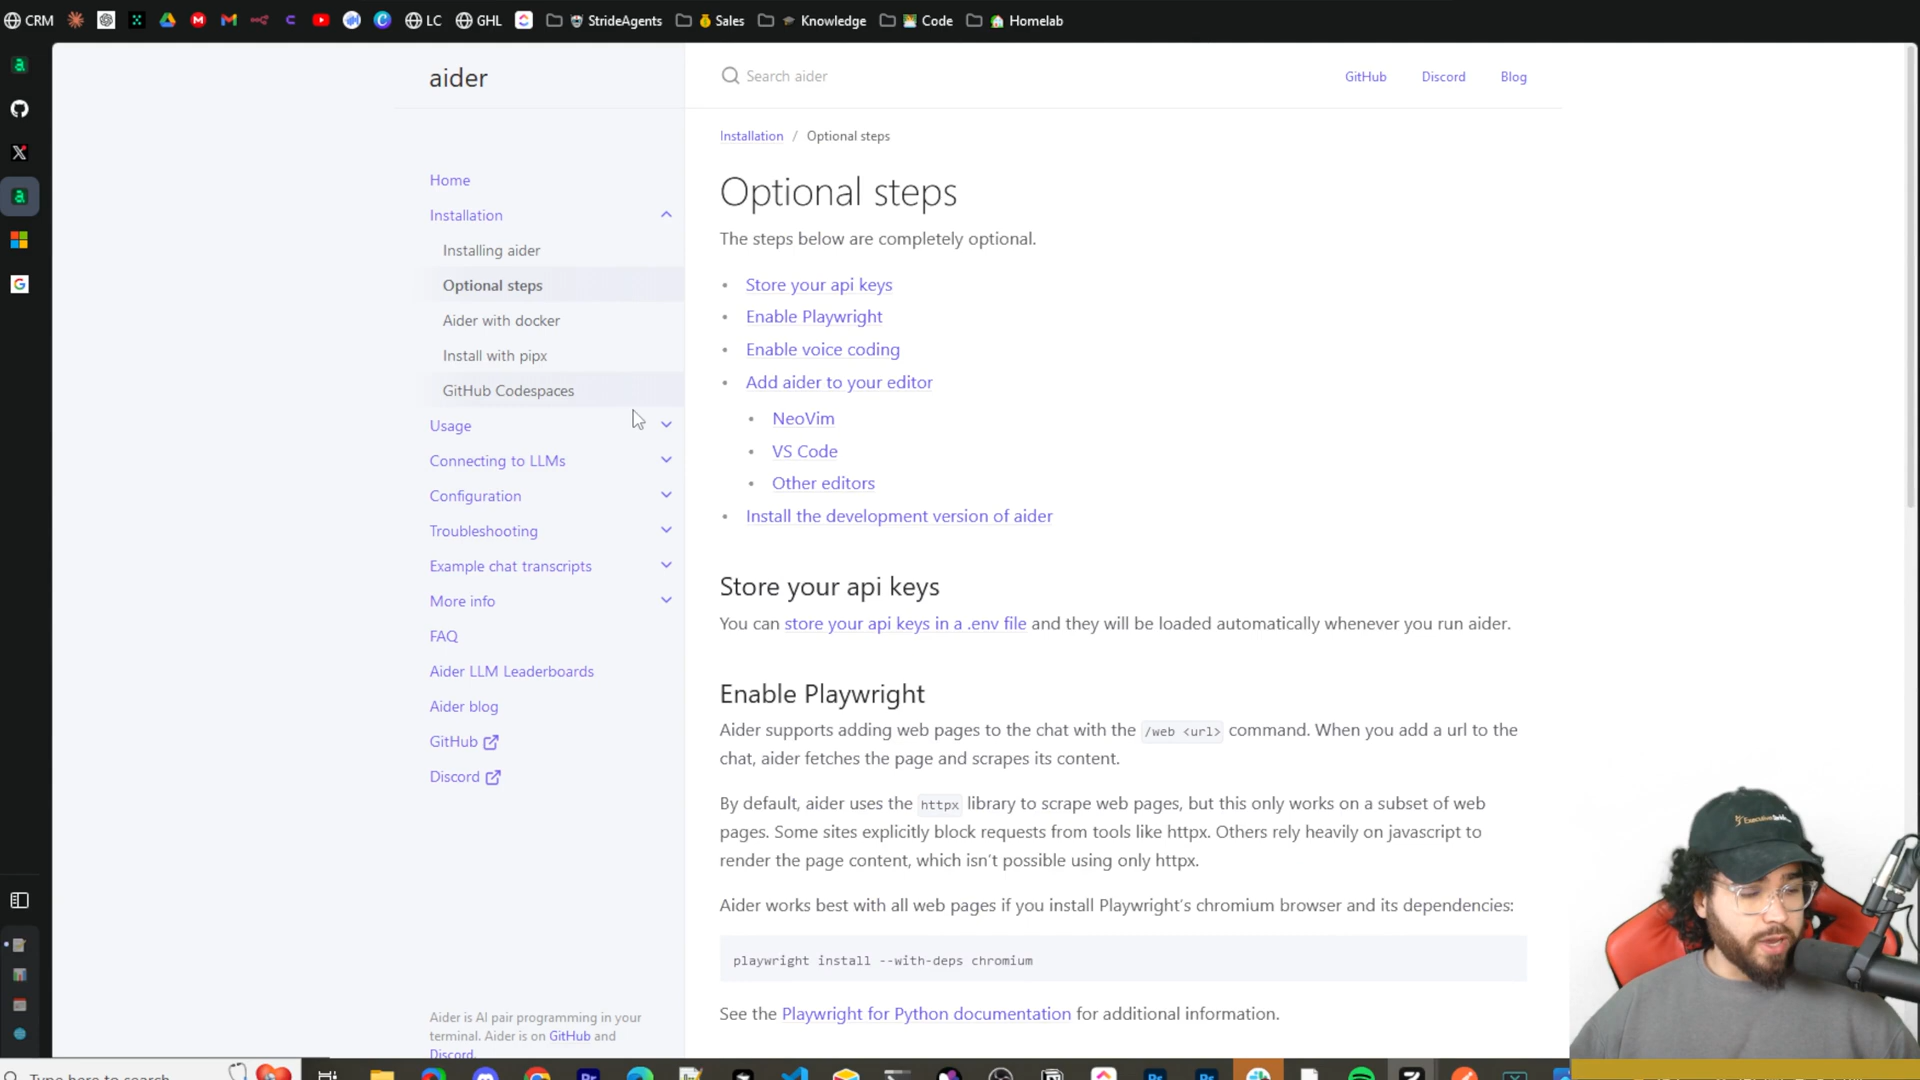 CRM
LC
GHL
StrideAgents
Sales
Knowledge
Code
Homelab
aider
Search aider
GitHub
Discord
Blog
Installation / Optional steps
Home
Installation
Installing aider
Optional steps
Aider with docker
Install with pipx
GitHub Codespaces
Usage
Connecting to LLMs
Configuration
Troubleshooting
Example chat transcripts
More info
FAQ
Aider LLM Leaderboards
Aider blog
GitHub
Discord
Aider is AI pair programming in your
terminal. Aider is on GitHub and
Discord.
Optional steps
The steps below are completely optional.
• Store your api keys
• Enable Playwright
• Enable voice coding
• Add aider to your editor
• NeoVim
• VS Code
• Other editors
• Install the development version of aider
Store your api keys
You can store your api keys in a .env file and they will be loaded automatically whenever you run aider.
Enable Playwright
Aider supports adding web pages to the chat with the /web <url> command. When you add a url to the
chat, aider fetches the page and scrapes its content.
By default, aider uses the httpx library to scrape web pages, but this only works on a subset of web
pages. Some sites explicitly block requests from tools like httpx. Others rely heavily on javascript to
render the page content, which isn't possible using only httpx.
Aider works best with all web pages if you install Playwright's chromium browser and its dependencies:
playwright install --with-deps chromium
See the Playwright for Python documentation for additional information.
Type here to search